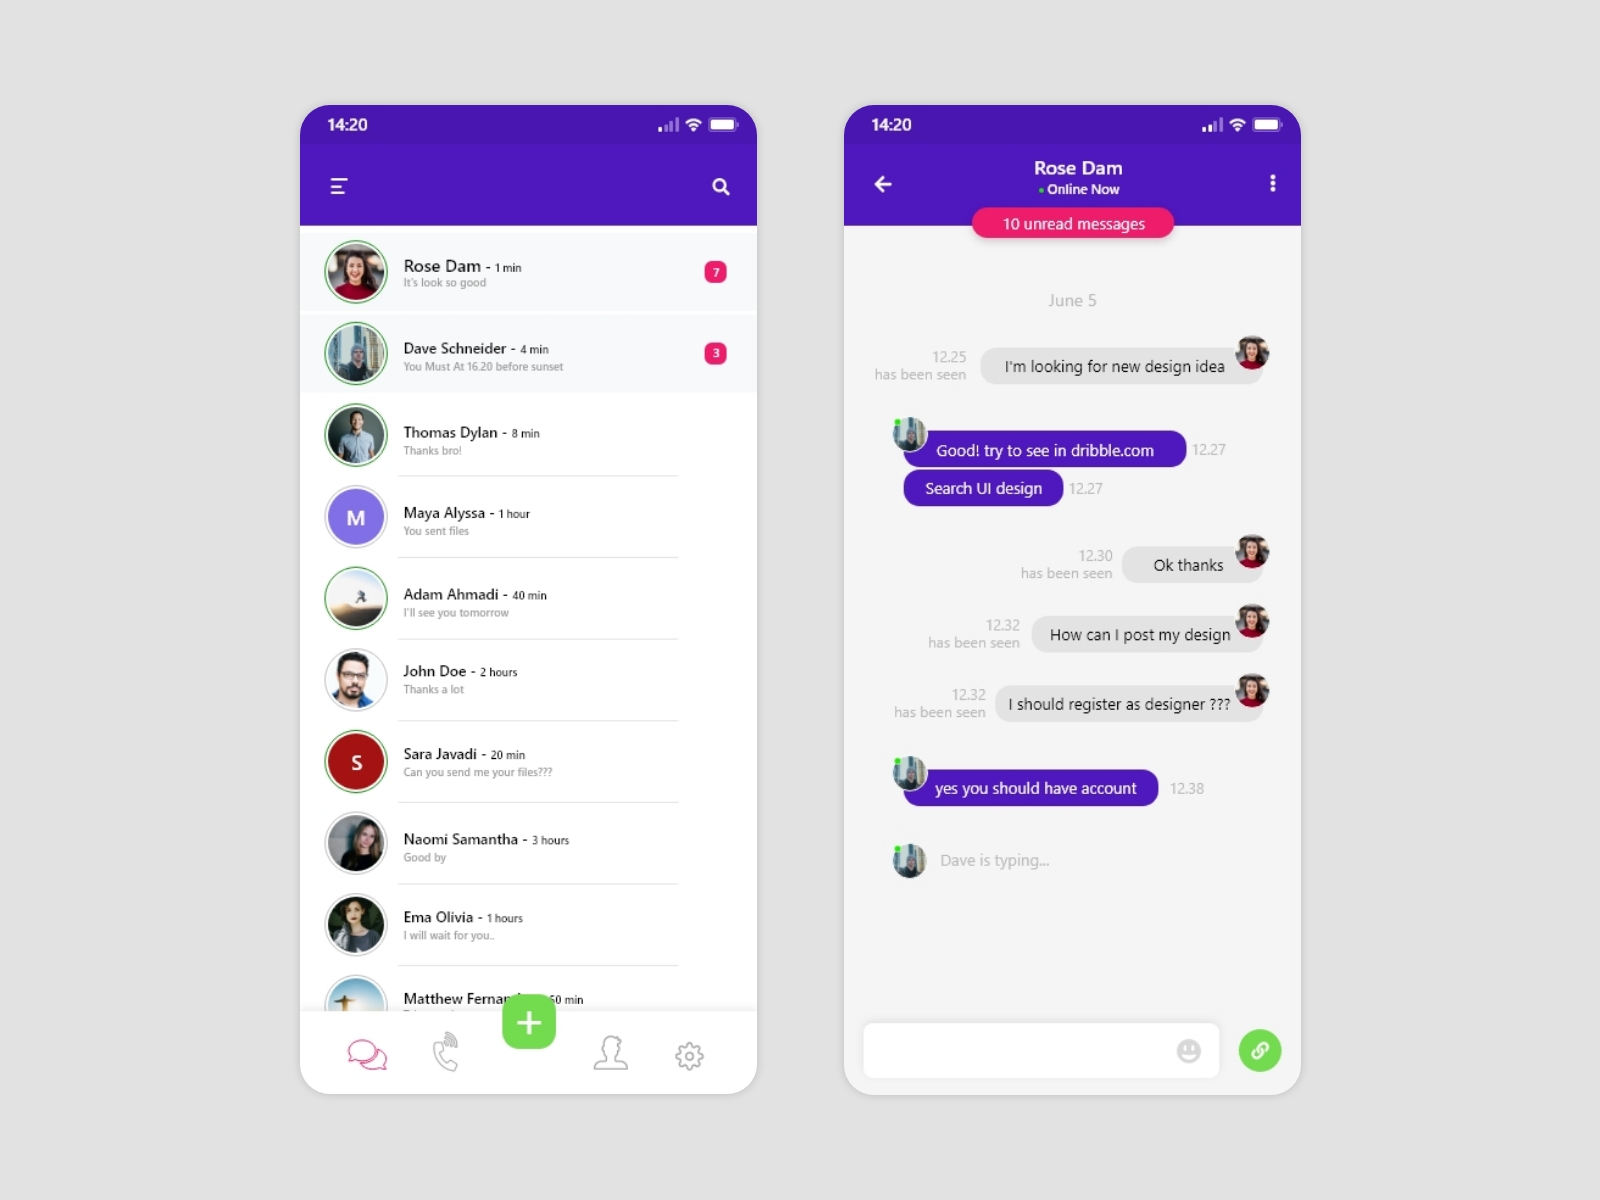 14:20
Rose Dam - 1 min
It's look so good
7
Dave Schneider - 4 min
You Must At 16.20 before sunset
3
Thomas Dylan - 8 min
Thanks bro!
M
Maya Alyssa - 1 hour
You sent files
Adam Ahmadi - 40 min
I'll see you tomorrow
John Doe - 2 hours
Thanks a lot
S
Sara Javadi - 20 min
Can you send me your files???
Naomi Samantha - 3 hours
Good by
Ema Olivia - 1 hours
I will wait for you..
Matthew 50 min
14:20
Rose Dam
Online Now
10 unread messages
June 5
12.25
has been seen
I'm looking for new design idea
Good! try to see in dribble.com
12.27
Search UI design
12.27
12.30
has been seen
Ok thanks
12.32
has been seen
How can I post my design
12.32
has been seen
I should register as designer ???
yes you should have account
12.38
Dave is typing...